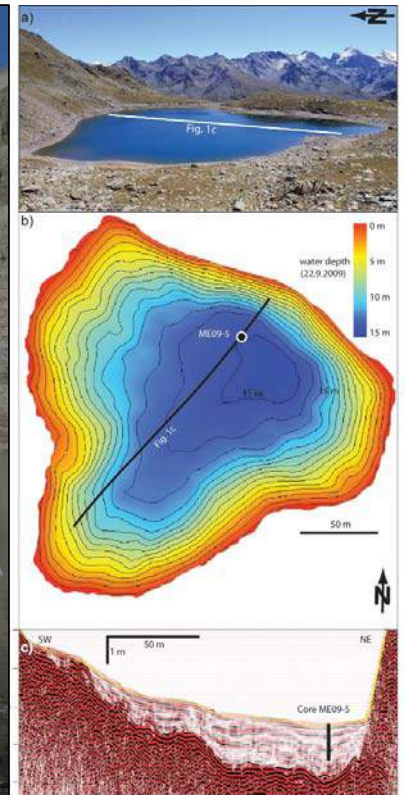 a)
N
Fig. 1c
b)
0 m
water depth
(22.9.2009)
5 m
10 m
15 m
ME09-5
15 m
Fig. 1c
50 m
N
c)
SW
50 m
NE
1 m
Core ME09-5